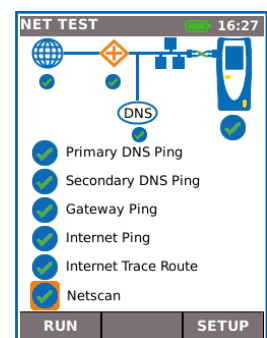 NET TEST 16:27
DNS
Primary DNS Ping
Secondary DNS Ping
Gateway Ping
Internet Ping
Internet Trace Route
Netscan
RUN SETUP